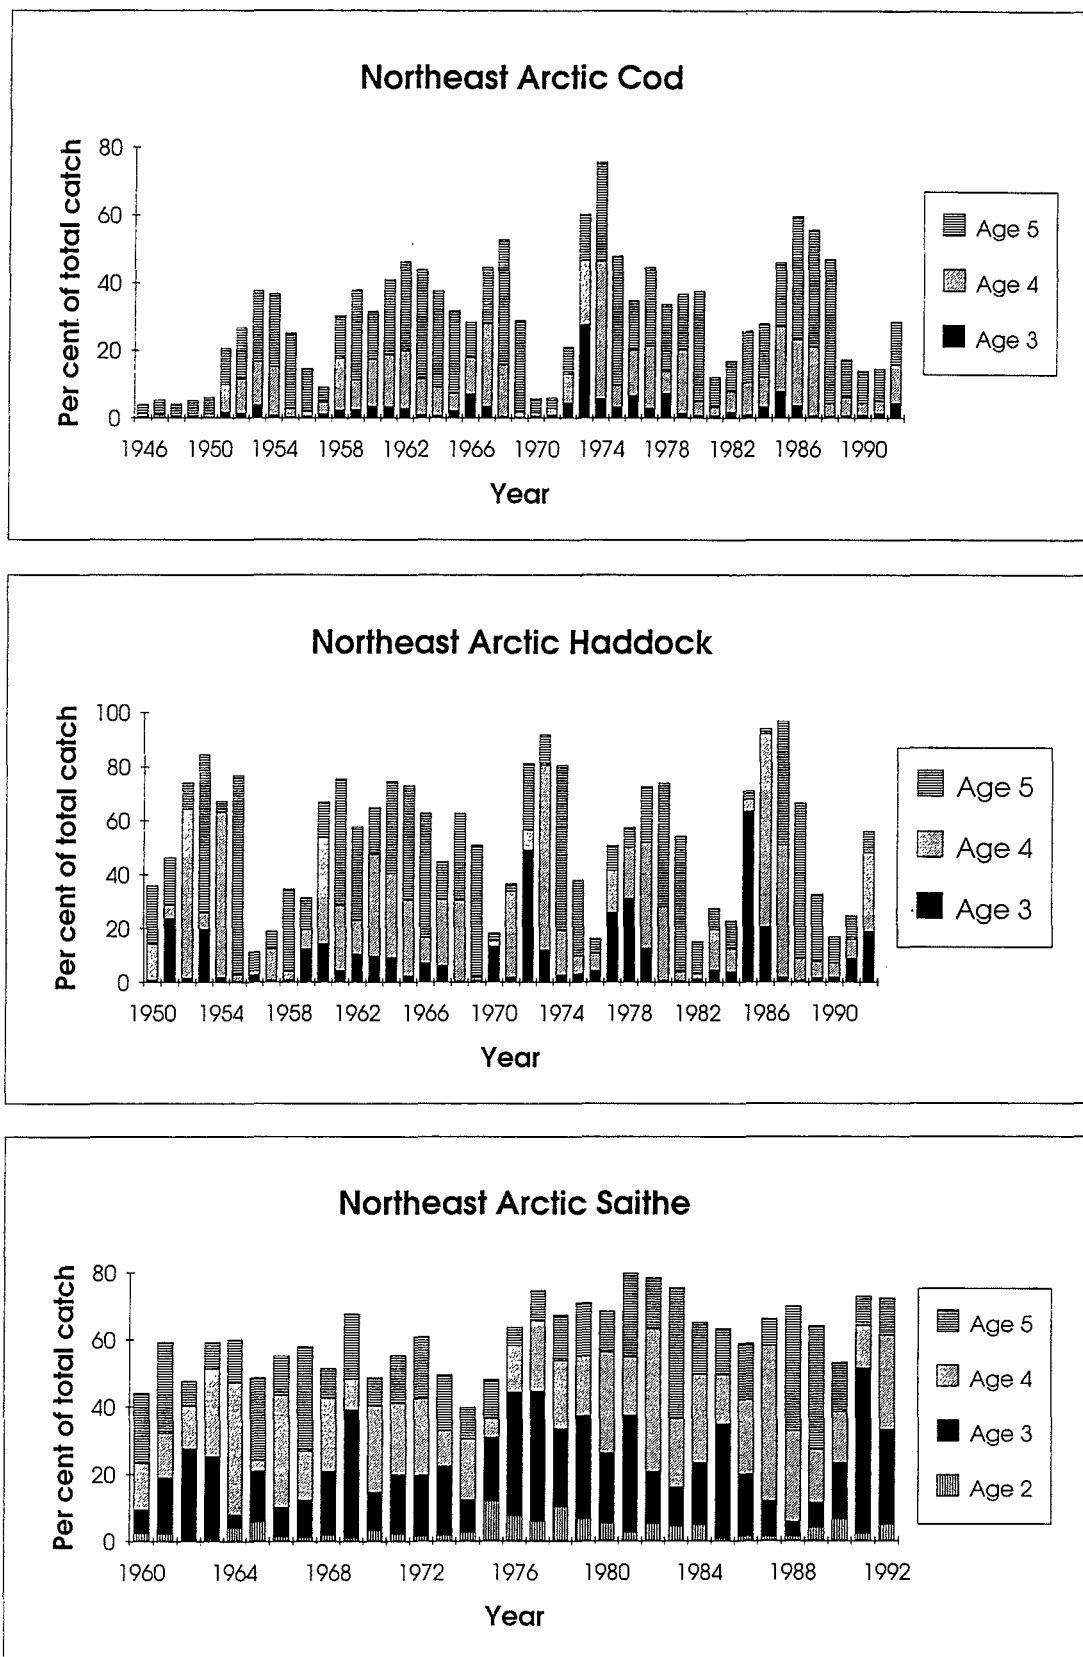 Northeast Arctic Cod
Per cent of total catch
80
60
40
20
0
1946 1950 1954 1958 1962 1966 1970 1974 1978 1982 1986 1990
Year
Age 5
Age 4
Age 3
Northeast Arctic Haddock
Per cent of total catch
100
80
60
40
20
0
1950 1954 1958 1962 1966 1970 1974 1978 1982 1986 1990
Year
Age 5
Age 4
Age 3
Northeast Arctic Saithe
Per cent of total catch
80
60
40
20
0
1960 1964 1968 1972 1976 1980 1984 1988 1992
Year
Age 5
Age 4
Age 3
Age 2